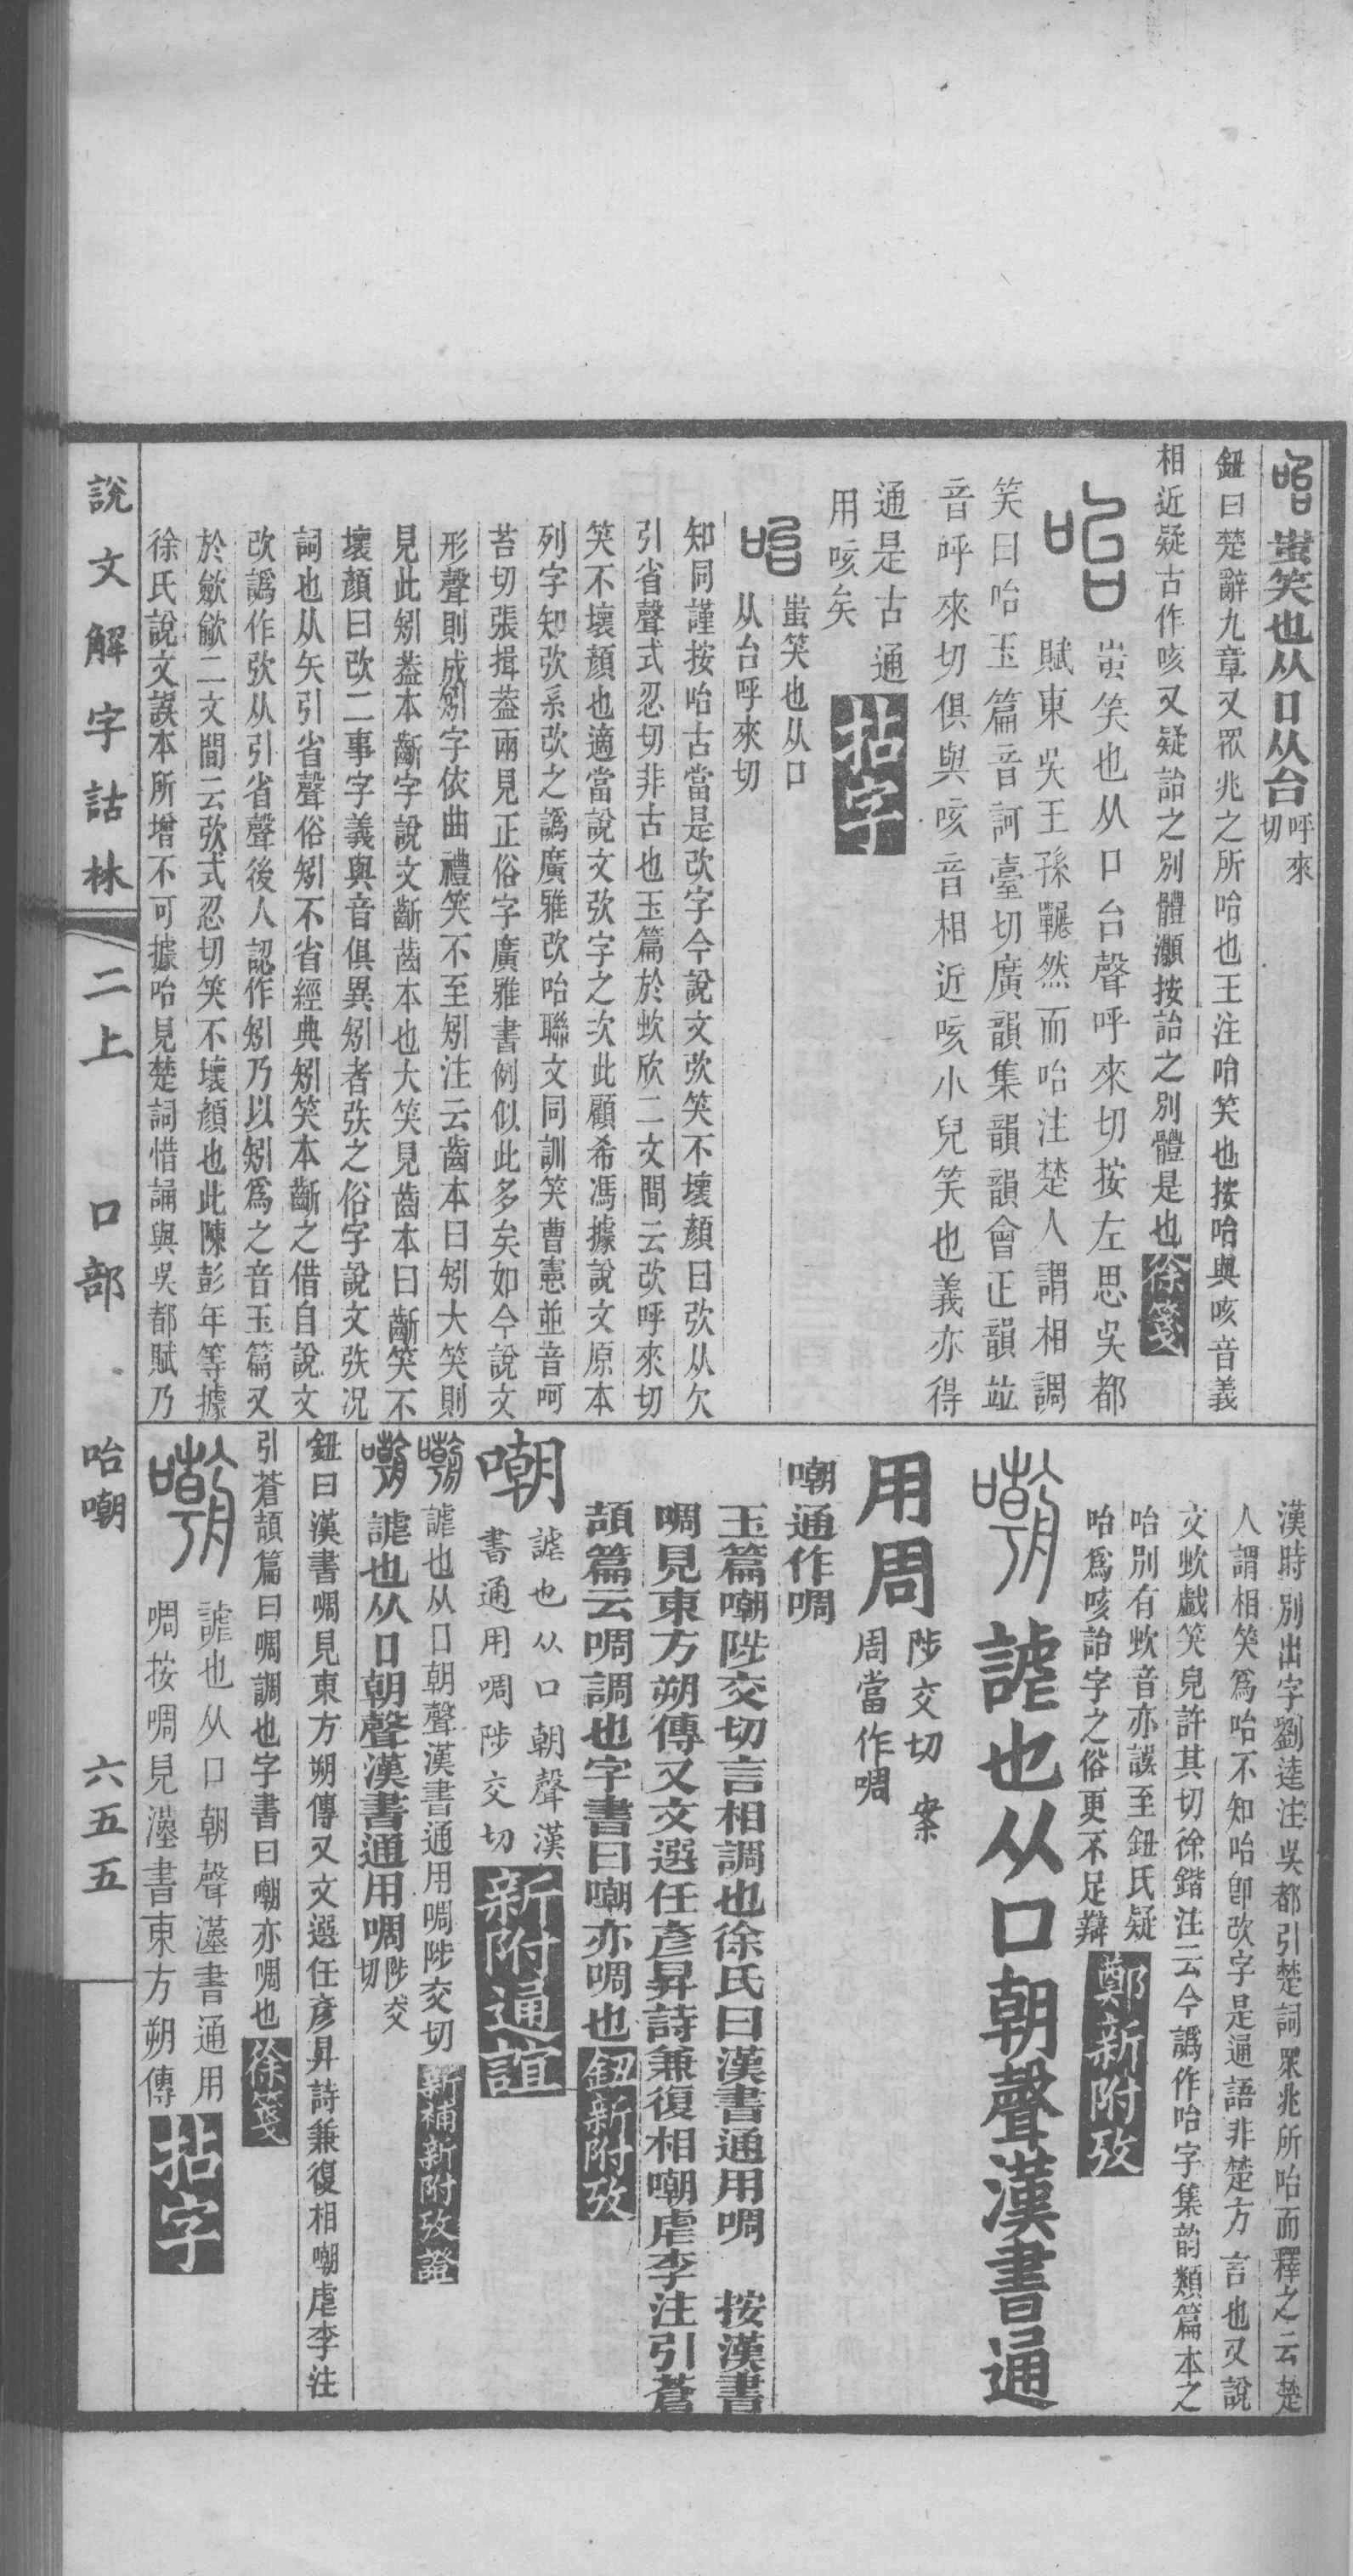 咍蚩笑也从口从台呼來切
鈕曰楚辭九章又眾兆之所咍也王注咍笑也按咍與咳音義
相近疑古作咳又疑詒之別體灝按詒之別體是也徐箋
咍蚩笑也从口台聲呼來切按左思吳都
賦東吳王孫囅然而咍注楚人謂相調
笑曰咍玉篇音訶臺切廣韻集韻韻會正韻竝
音呼來切俱與咳音相近咳小兒笑也義亦得
通是古通
用咳矣拈字
咍蚩笑也从口
从台呼來切
知同謹按咍古當是改字今說文弞笑不壞顏曰弞从欠
引省聲式忍切非古也玉篇於㰞欣二文間云改呼來切
笑不壞顏也適當說文弞字之次此顧希馮據說文原本
列字知弞系改之譌廣雅改咍聯文同訓笑曹憲並音呵
苔切張揖葢兩見正俗字廣雅書例似此多矣如今說文
形聲則成矧字依曲禮笑不至矧注云齒本曰矧大笑則
見此矧葢本齗字說文齗齒本也大笑見齒本曰齗笑不
壞顏曰改二事字義與音俱異矧者矤之俗字說文矤况
詞也从矢引省聲俗矧不省經典矧笑本齗之借自說文
改譌作弞从引省聲後人認作矧乃以矧爲之音玉篇又
於歛歈二文間云弞式忍切笑不壞顏也此陳彭年等據
徐氏說文誤本所增不可據咍見楚詞惜誦與吳都賦乃
漢時別出字劉逵注吳都引楚詞眾兆所咍而釋之云楚
人謂相笑爲咍不知咍卽改字是通語非楚方言也又說
文㰞戲笑皃許其切徐鍇注云今譌作咍字集韵類篇本之
咍別有㰞音亦誤至鈕氏疑
咍爲咳詒字之俗更不足辯鄭新附攷
嘲謔也从口朝聲漢書通
用周陟交切　案周當作啁
嘲通作啁
玉篇嘲陟交切言相調也徐氏曰漢書通用啁　按漢書
啁見東方朔傳又文選任彥昇詩兼復相嘲虐李注引蒼
頡篇云啁調也字書曰嘲亦啁也鈕新附攷
嘲謔也从口朝聲漢
書通用啁陟交切新附通誼
嘲謔也从口朝聲漢書通用啁陟交切新補新附攷證
嘲謔也从口朝聲漢書通用啁陟交切
鈕曰漢書啁見東方朔傳又文選任彥昇詩兼復相嘲虐李注
引蒼頡篇曰啁調也字書曰嘲亦啁也徐箋
嘲謔也从口朝聲漢書通用
啁按啁見漢書東方朔傳拈字
說文解字詁林　二上　口部　咍嘲　六五五